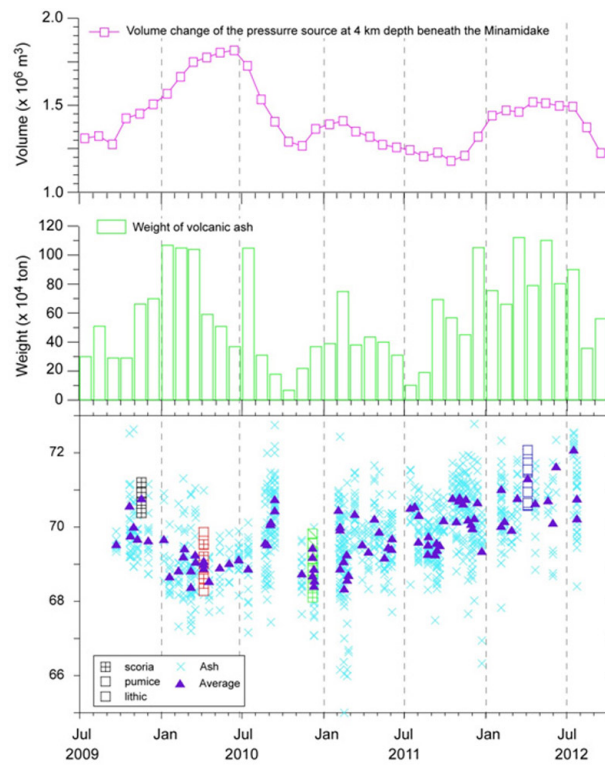 2.0
Volume change of the pressurre source at 4 km depth beneath the Minamidake
Volume (x 10⁶ m³)
1.5
1.0
120
Weight of volcanic ash
100
Weight (x 10⁴ ton)
80
60
40
20
0
72
70
68
66
scoria
pumice
lithic
Ash
Average
Jul Jan Jul Jan Jul Jan Jul
2009 2010 2011 2012